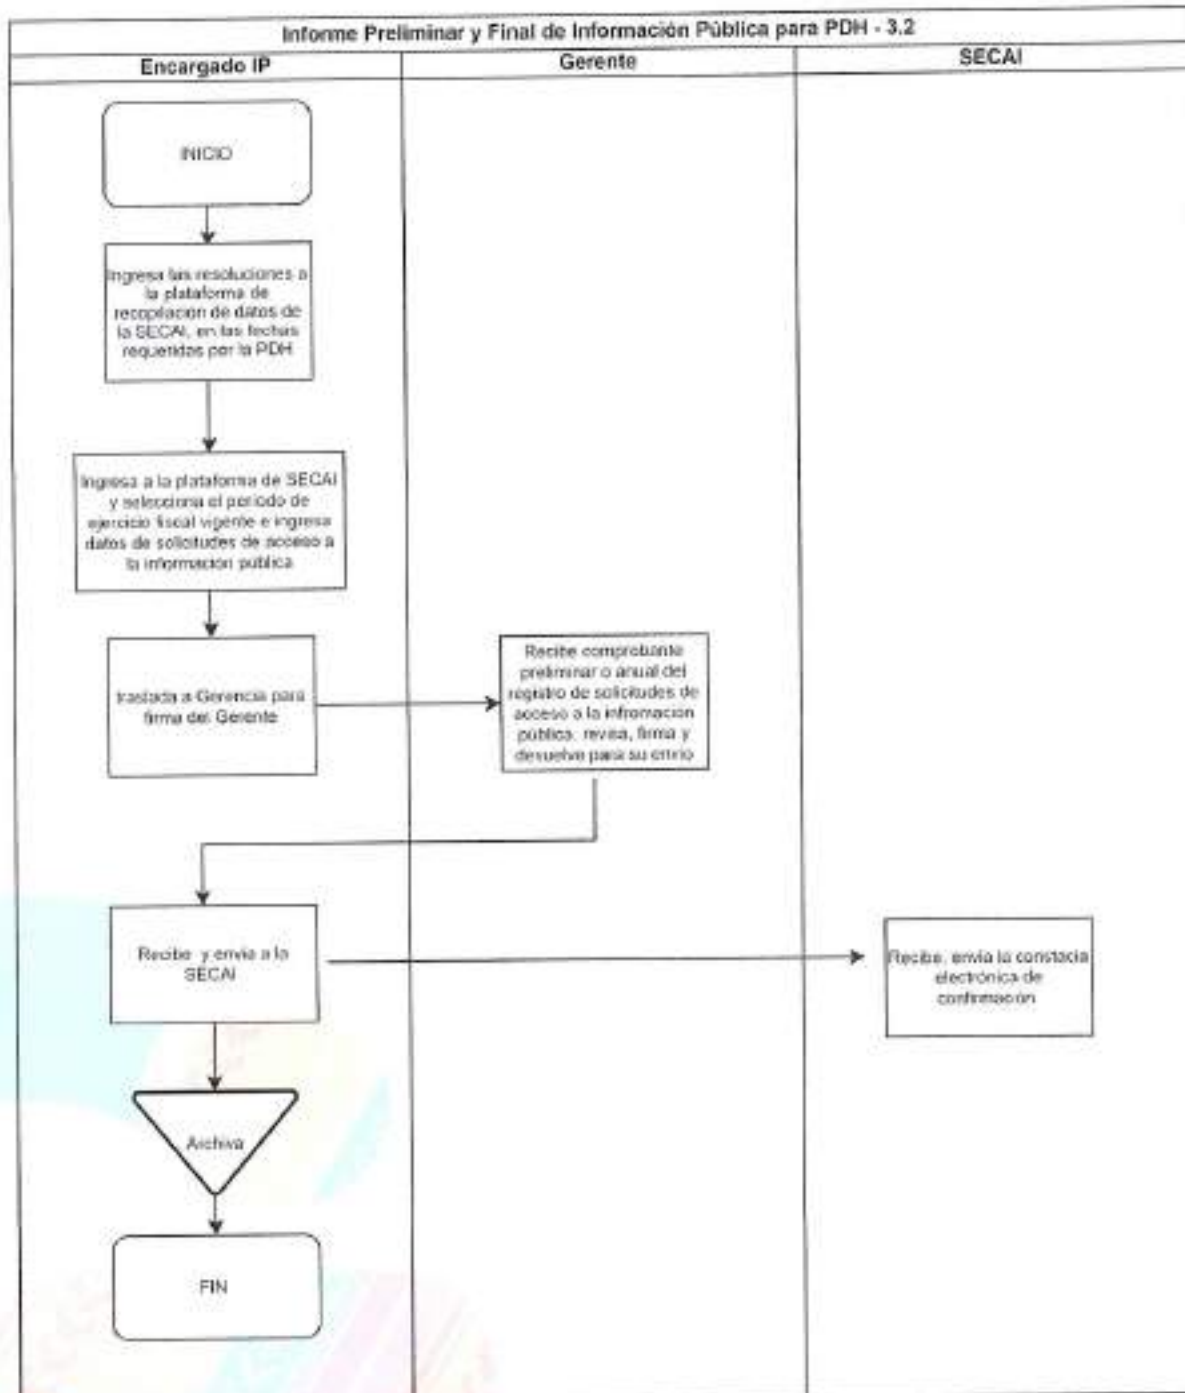 Informe Preliminar y Final de Información Pública para PDH - 3.2
Encargado IP
Gerente
SECAI
INICIO
Ingresa las resoluciones a
la plataforma de
recopilación de datos de
la SECAI, en las fechas
requeridas por la PDH
Ingresa a la plataforma de SECAI
y selecciona el periodo de
ejercicio fiscal vigente e ingresa
datos de solicitudes de acceso a
la información pública
traslada a Gerencia para
firma del Gerente
Recibe comprobante
preliminar o anual del
registro de solicitudes de
acceso a la infromación
pública, revisa, firma y
devuelve para su envio
Recibe y envia a la
SECAI
Recibe, envia la constacia
electrónica de
confirmación
Archiva
FIN